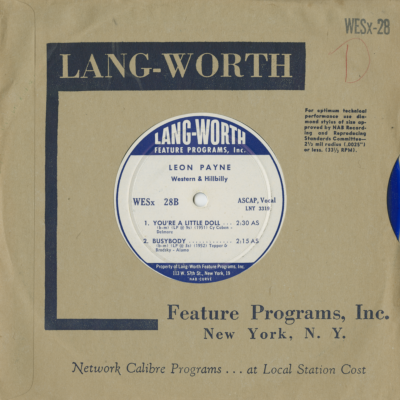 WESx-28
D
LANG-WORTH
For optimum technical
performance use dia-
mond stylus of size ap-
proved by NAB Record-
ing and Reproducing
Standards Committee—
2½ mil radius (.0025")
or less. (33⅓ RPM).
LANG-WORTH
FEATURE PROGRAMS, Inc.
LEON PAYNE
Western & Hillbilly
WESx 28B
ASCAP, Vocal
LNY 2310
1. YOU'RE A LITTLE DOLL .... 2:30 AS
2. BUSYBODY .... 2:15 AS
Property of Lang-Worth Feature Programs, Inc.
113 W. 57th St., New York, 19
NAB CURVE
Feature Programs, Inc.
New York, N. Y.
Network Calibre Programs . . . at Local Station Cost